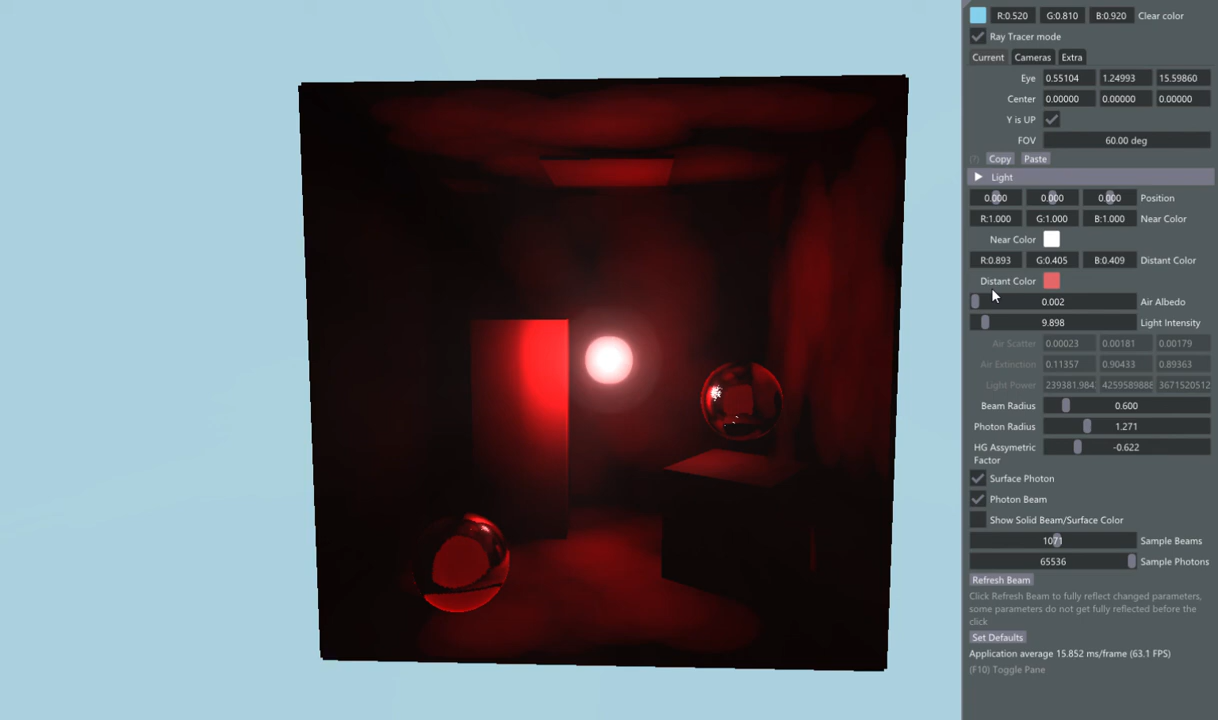 R:0.520 G:0.810 B:0.920 Clear color
Ray Tracer mode
Current Cameras Extra
Eye 0.55104 1.24993 15.59860
Center 0.00000 0.00000 0.00000
Y is UP
FOV 60.00 deg
(?) Copy Paste
Light
0.000 0.000 0.000 Position
R:1.000 G:1.000 B:1.000 Near Color
Near Color
R:0.893 G:0.405 B:0.409 Distant Color
Distant Color
0.002 Air Albedo
9.898 Light Intensity
Air Scatter 0.00023 0.00181 0.00179
Air Extinction 0.11357 0.90433 0.89363
Light Power 239381.984 4259589888 3671520512
Beam Radius 0.600
Photon Radius 1.271
HG Assymetric -0.622
Factor
Surface Photon
Photon Beam
Show Solid Beam/Surface Color
1071 Sample Beams
65536 Sample Photons
Refresh Beam
Click Refresh Beam to fully reflect changed parameters,
some parameters do not get fully reflected before the
click
Set Defaults
Application average 15.852 ms/frame (63.1 FPS)
(F10) Toggle Pane